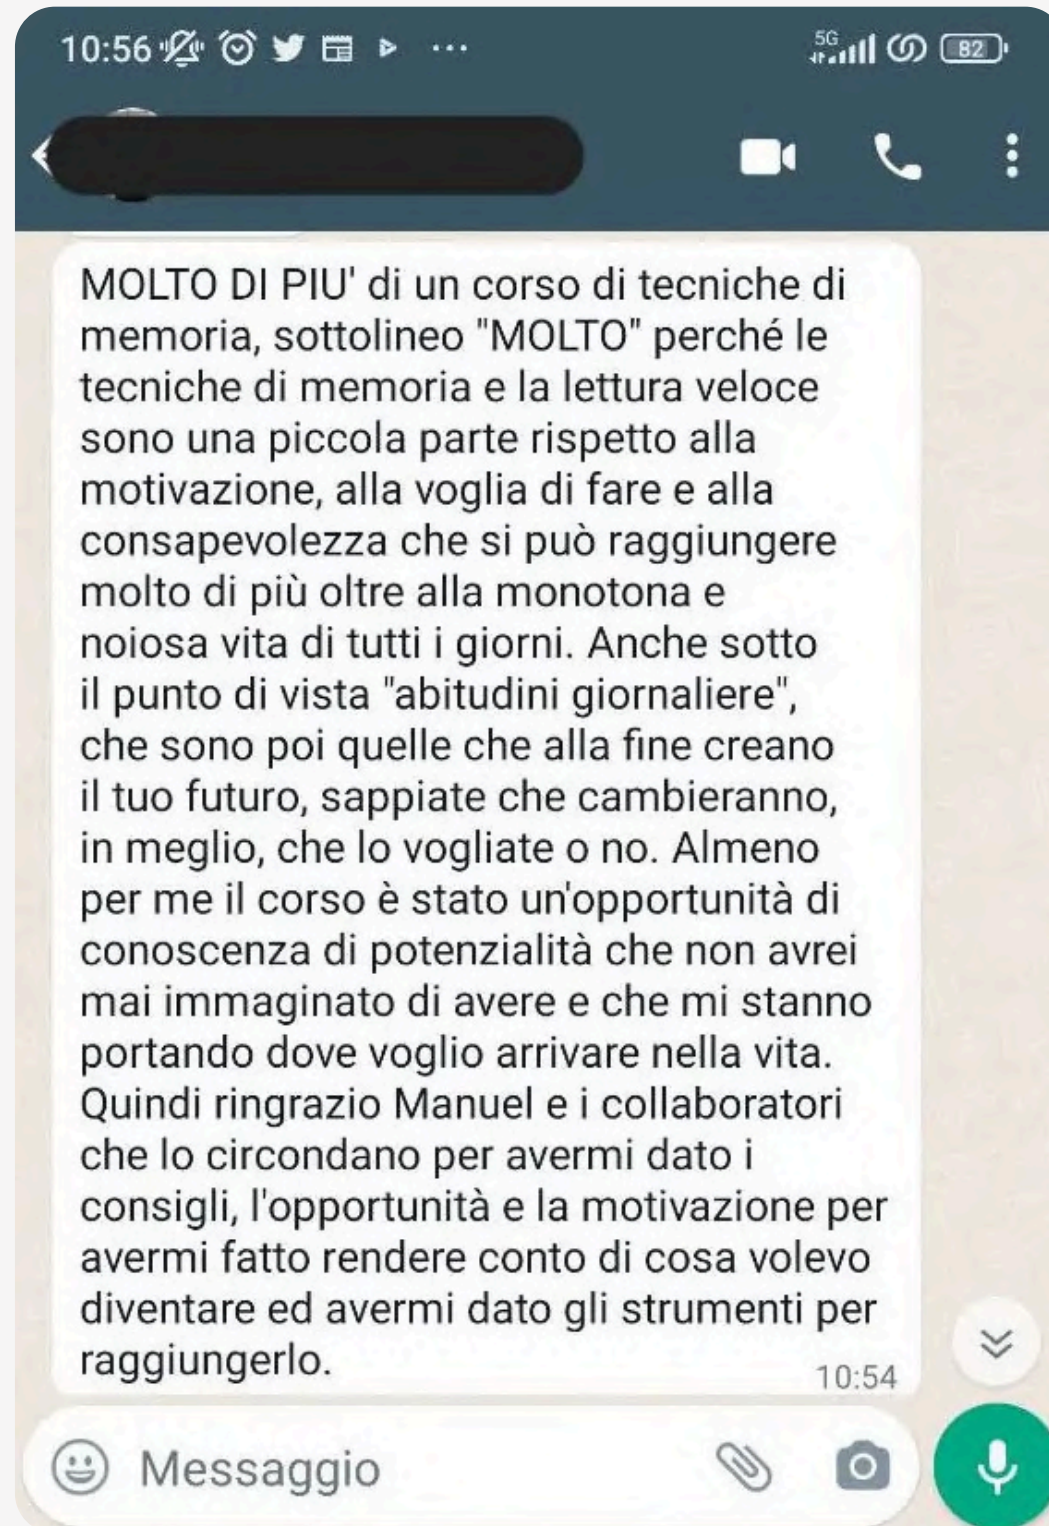 10:56
5G
82
MOLTO DI PIU' di un corso di tecniche di
memoria, sottolineo "MOLTO" perché le
tecniche di memoria e la lettura veloce
sono una piccola parte rispetto alla
motivazione, alla voglia di fare e alla
consapevolezza che si può raggiungere
molto di più oltre alla monotona e
noiosa vita di tutti i giorni. Anche sotto
il punto di vista "abitudini giornaliere",
che sono poi quelle che alla fine creano
il tuo futuro, sappiate che cambieranno,
in meglio, che lo vogliate o no. Almeno
per me il corso è stato un'opportunità di
conoscenza di potenzialità che non avrei
mai immaginato di avere e che mi stanno
portando dove voglio arrivare nella vita.
Quindi ringrazio Manuel e i collaboratori
che lo circondano per avermi dato i
consigli, l'opportunità e la motivazione per
avermi fatto rendere conto di cosa volevo
diventare ed avermi dato gli strumenti per
raggiungerlo.
10:54
Messaggio